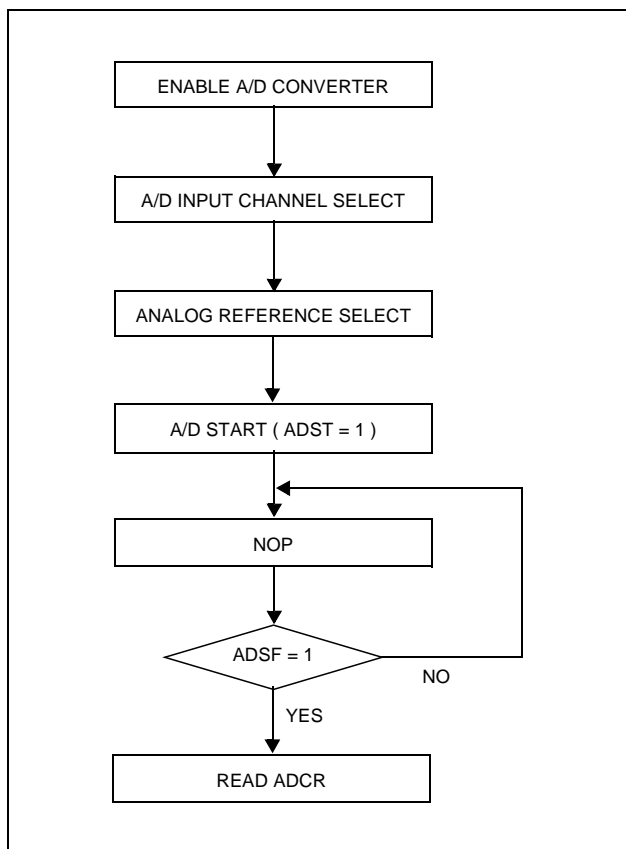 ENABLE A/D CONVERTER
A/D INPUT CHANNEL SELECT
ANALOG REFERENCE SELECT
A/D START ( ADST = 1 )
NOP
ADSF = 1
NO
YES
READ ADCR